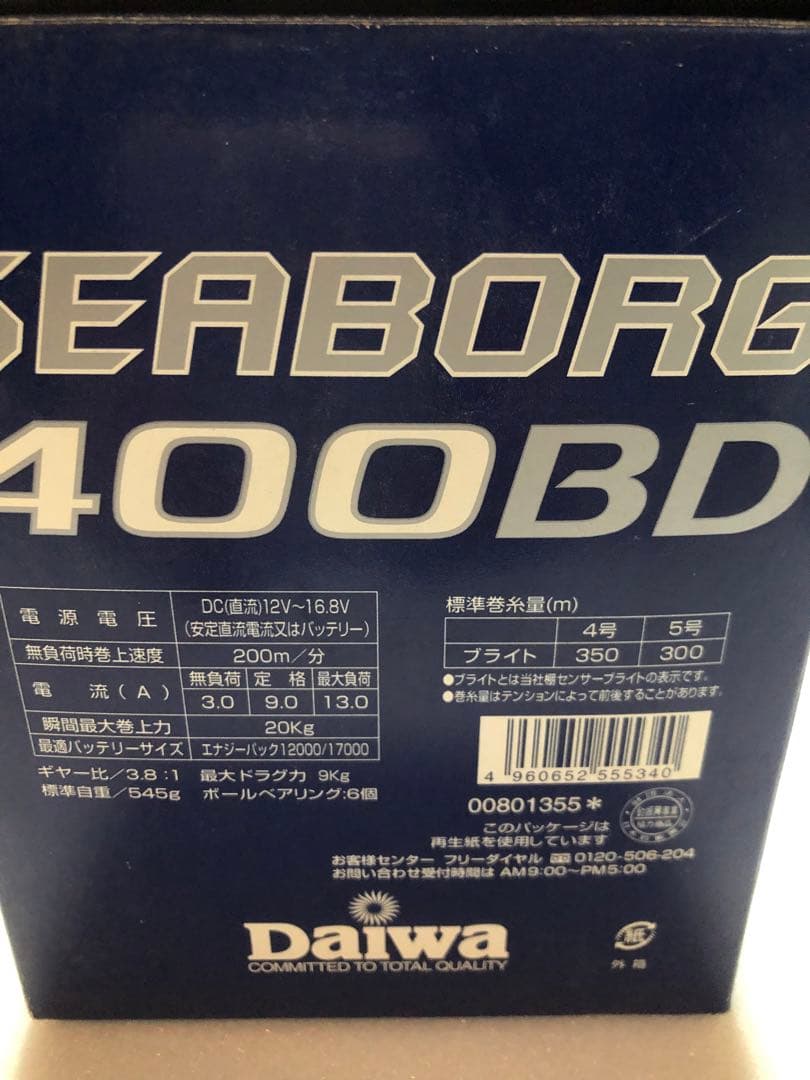 SEABORG
400BD
電源電圧 DC(直流)12V～16.8V
(安定直流電流又はバッテリー)
無負荷時巻上速度 200m/分
電流(A) 無負荷 定格 最大負荷
3.0 9.0 13.0
瞬間最大巻上力 20Kg
最適バッテリーサイズ エナジーパック12000/17000
ギヤー比/3.8:1 最大ドラグ力 9Kg
標準自重/545g ボールベアリング:6個
標準巻糸量(m)
4号 5号
ブライト 350 300
●ブライトとは当社棚センサーブライトの表示です。
●巻糸量はテンションによって前後することがあります。
4 960652 555340
00801355*
このパッケージは
再生紙を使用しています
お客様センター フリーダイヤル 0120-506-204
お問い合わせ受付時間は AM9:00～PM5:00
Daiwa
COMMITTED TO TOTAL QUALITY
紙
外箱